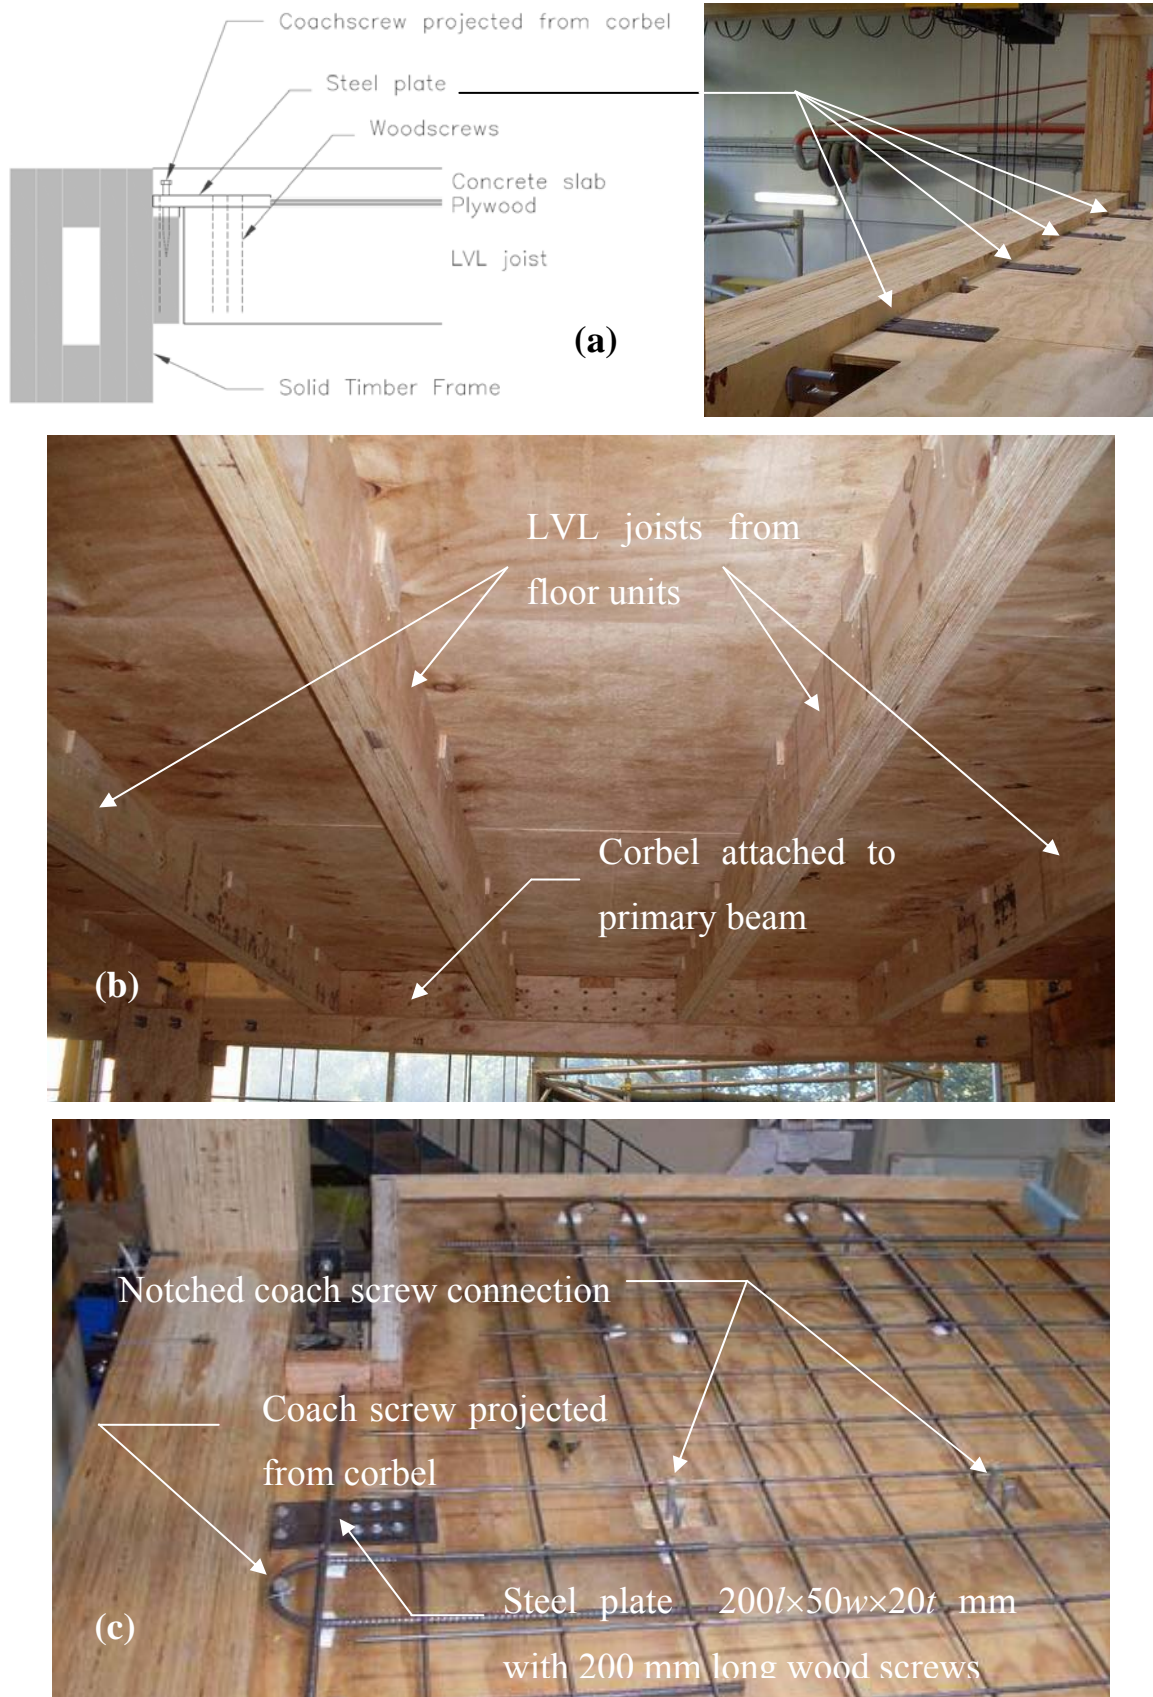 Coachscrew projected from corbel
Steel plate
Woodscrews
Concrete slab
Plywood
LVL joist
(a)
Solid Timber Frame
LVL joists from
floor units
Corbel attached to
primary beam
(b)
Notched coach screw connection
Coach screw projected
from corbel
Steel plate 200l×50w×20t mm
with 200 mm long wood screws
(c)